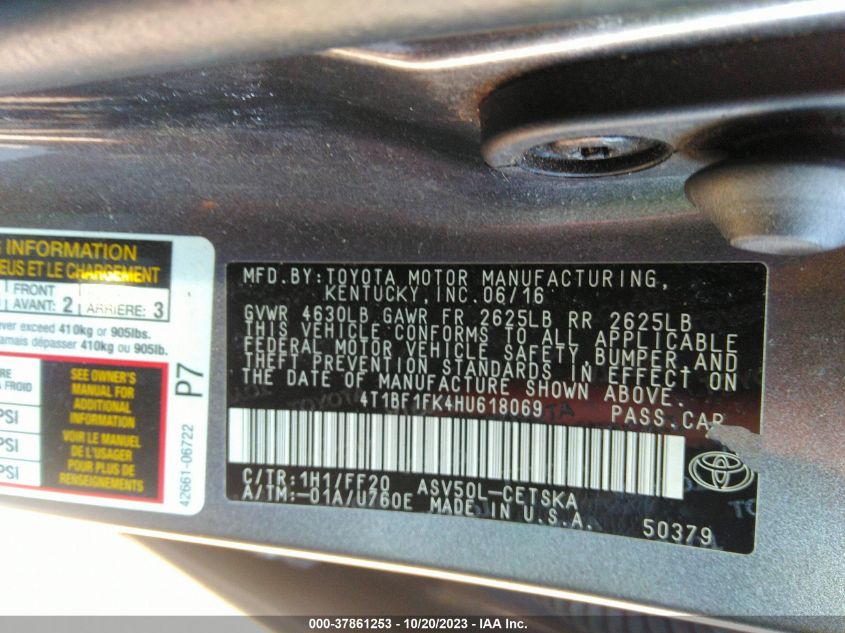 INFORMATION
EUS ET LE CHARGEMENT
FRONT
AVANT: 2 ARRIÈRE: 3
ever exceed 410kg or 905lbs.
amais dépasser 410kg ou 905lb.
RE
A FROID
PSI
PSI
PSI
SEE OWNER'S
MANUAL FOR
ADDITIONAL
INFORMATION
VOIR LE MANUEL
DE L'USAGER
POUR PLUS DE
RENSEIGNEMENTS
P7
42661-06722
MFD.BY:TOYOTA MOTOR MANUFACTURING,
KENTUCKY,INC.06/16
GVWR 4630LB GAWR FR 2625LB RR 2625LB
THIS VEHICLE CONFORMS TO ALL APPLICABLE
FEDERAL MOTOR VEHICLE SAFETY,BUMPER,AND
THEFT PREVENTION STANDARDS IN EFFECT ON
THE DATE OF MANUFACTURE SHOWN ABOVE.
4T1BF1FK4HU618069 PASS.CAR
C/TR:1H1/FF20 ASV50L-CETSKA
A/TM:-01A/U760E MADE IN U.S.A.
50379
000-37861253 - 10/20/2023 - IAA Inc.